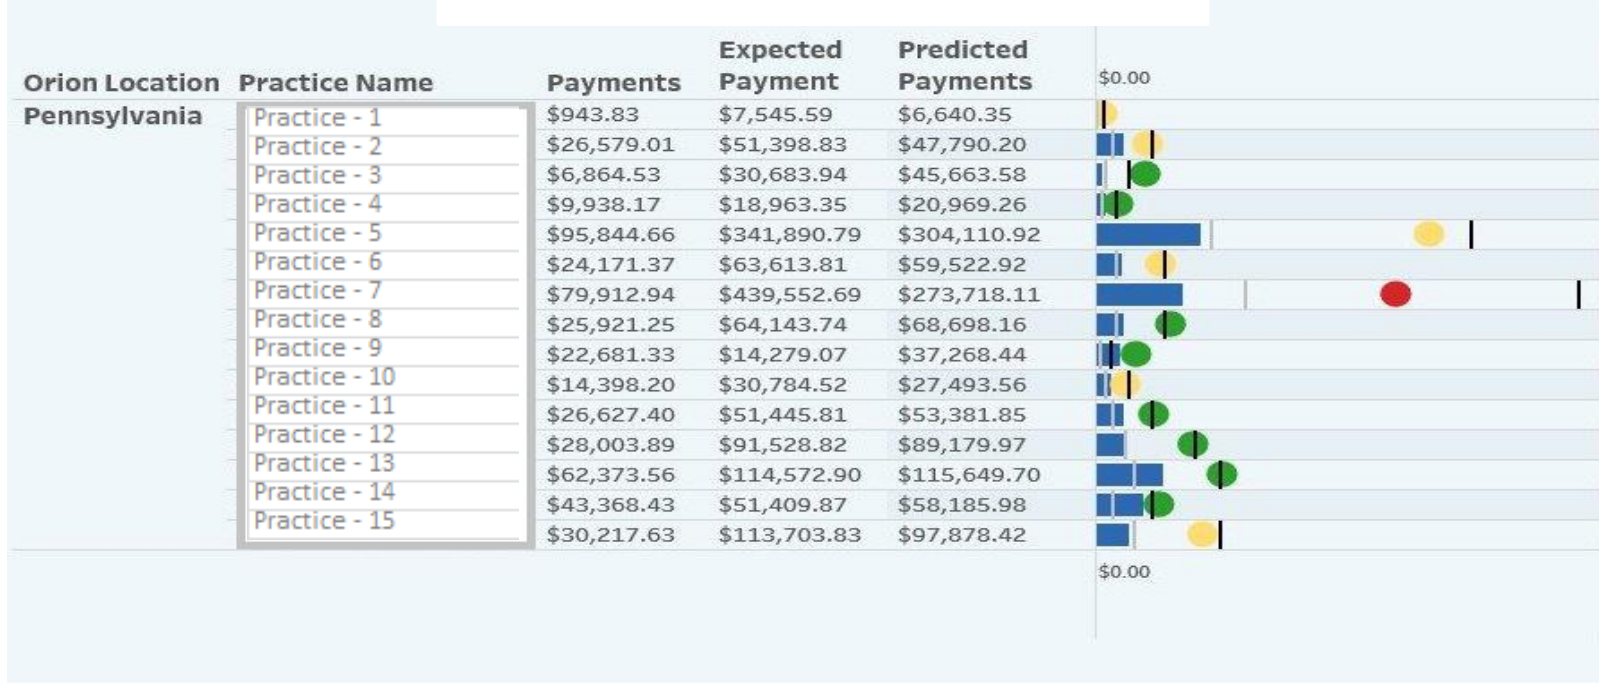 Orion Location Practice Name Payments Expected Payment Predicted Payments $0.00
Pennsylvania Practice - 1 $943.83 $7,545.59 $6,640.35
Practice - 2 $26,579.01 $51,398.83 $47,790.20
Practice - 3 $6,864.53 $30,683.94 $45,663.58
Practice - 4 $9,938.17 $18,963.35 $20,969.26
Practice - 5 $95,844.66 $341,890.79 $304,110.92
Practice - 6 $24,171.37 $63,613.81 $59,522.92
Practice - 7 $79,912.94 $439,552.69 $273,718.11
Practice - 8 $25,921.25 $64,143.74 $68,698.16
Practice - 9 $22,681.33 $14,279.07 $37,268.44
Practice - 10 $14,398.20 $30,784.52 $27,493.56
Practice - 11 $26,627.40 $51,445.81 $53,381.85
Practice - 12 $28,003.89 $91,528.82 $89,179.97
Practice - 13 $62,373.56 $114,572.90 $115,649.70
Practice - 14 $43,368.43 $51,409.87 $58,185.98
Practice - 15 $30,217.63 $113,703.83 $97,878.42
$0.00